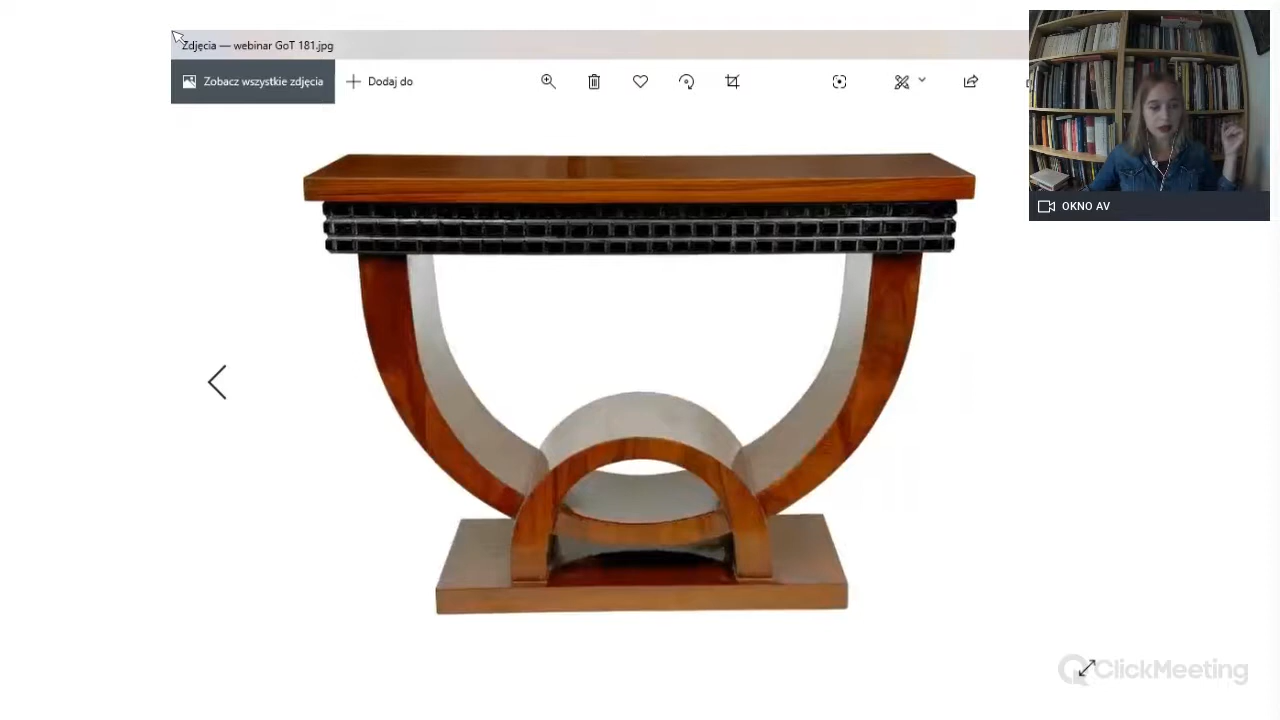 Zdjęcia — webinar GoT 181.jpg
Zobacz wszystkie zdjęcia
Dodaj do
OKNO AV
ClickMeeting